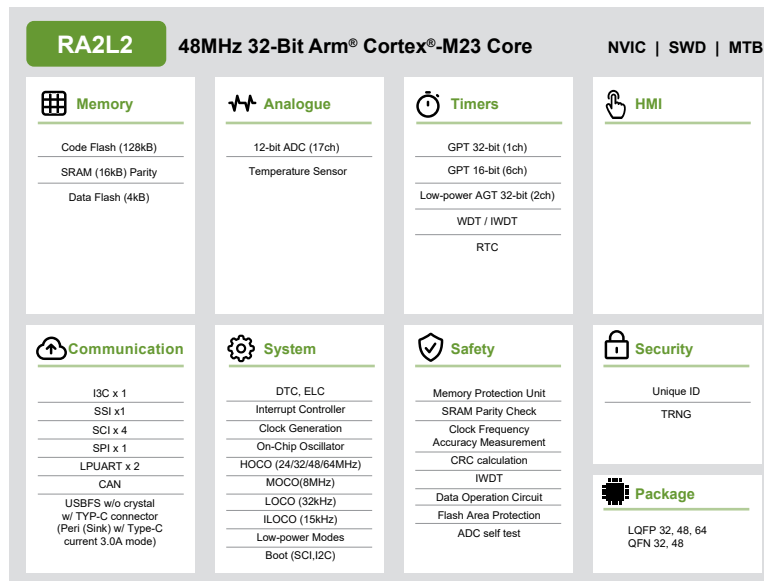 RA2L2
48MHz 32-Bit Arm® Cortex®-M23 Core
NVIC | SWD | MTB
Memory
Code Flash (128kB)
SRAM (16kB) Parity
Data Flash (4kB)
Analogue
12-bit ADC (17ch)
Temperature Sensor
Timers
GPT 32-bit (1ch)
GPT 16-bit (6ch)
Low-power AGT 32-bit (2ch)
WDT / IWDT
RTC
HMI
Communication
I3C x 1
SSI x1
SCI x 4
SPI x 1
LPUART x 2
CAN
USBFS w/o crystal
w/ TYP-C connector
(Peri (Sink) w/ Type-C
current 3.0A mode)
System
DTC, ELC
Interrupt Controller
Clock Generation
On-Chip Oscillator
HOCO (24/32/48/64MHz)
MOCO(8MHz)
LOCO (32kHz)
ILOCO (15kHz)
Low-power Modes
Boot (SCI,I2C)
Safety
Memory Protection Unit
SRAM Parity Check
Clock Frequency
Accuracy Measurement
CRC calculation
IWDT
Data Operation Circuit
Flash Area Protection
ADC self test
Security
Unique ID
TRNG
Package
LQFP 32, 48, 64
QFN 32, 48